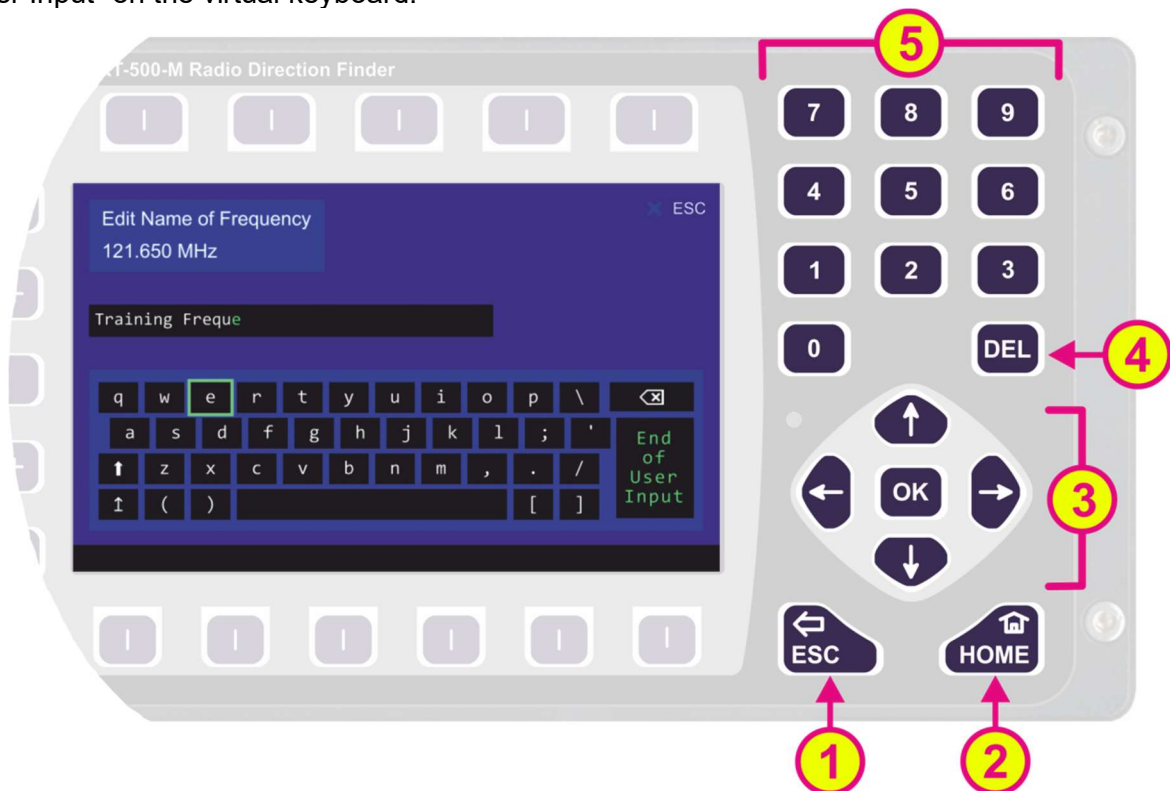 on the virtual keyboard.
5
-500-M Radio Direction Finder
7 8 9
4 5 6
1 2 3
0 DEL
4
Edit Name of Frequency
121.650 MHz
ESC
Training Freque
q w e r t y u i o p \
a s d f g h j k l ; '
z x c v b n m , . /
( ) [ ]
End
of
User
Input
OK
3
ESC
HOME
1
2